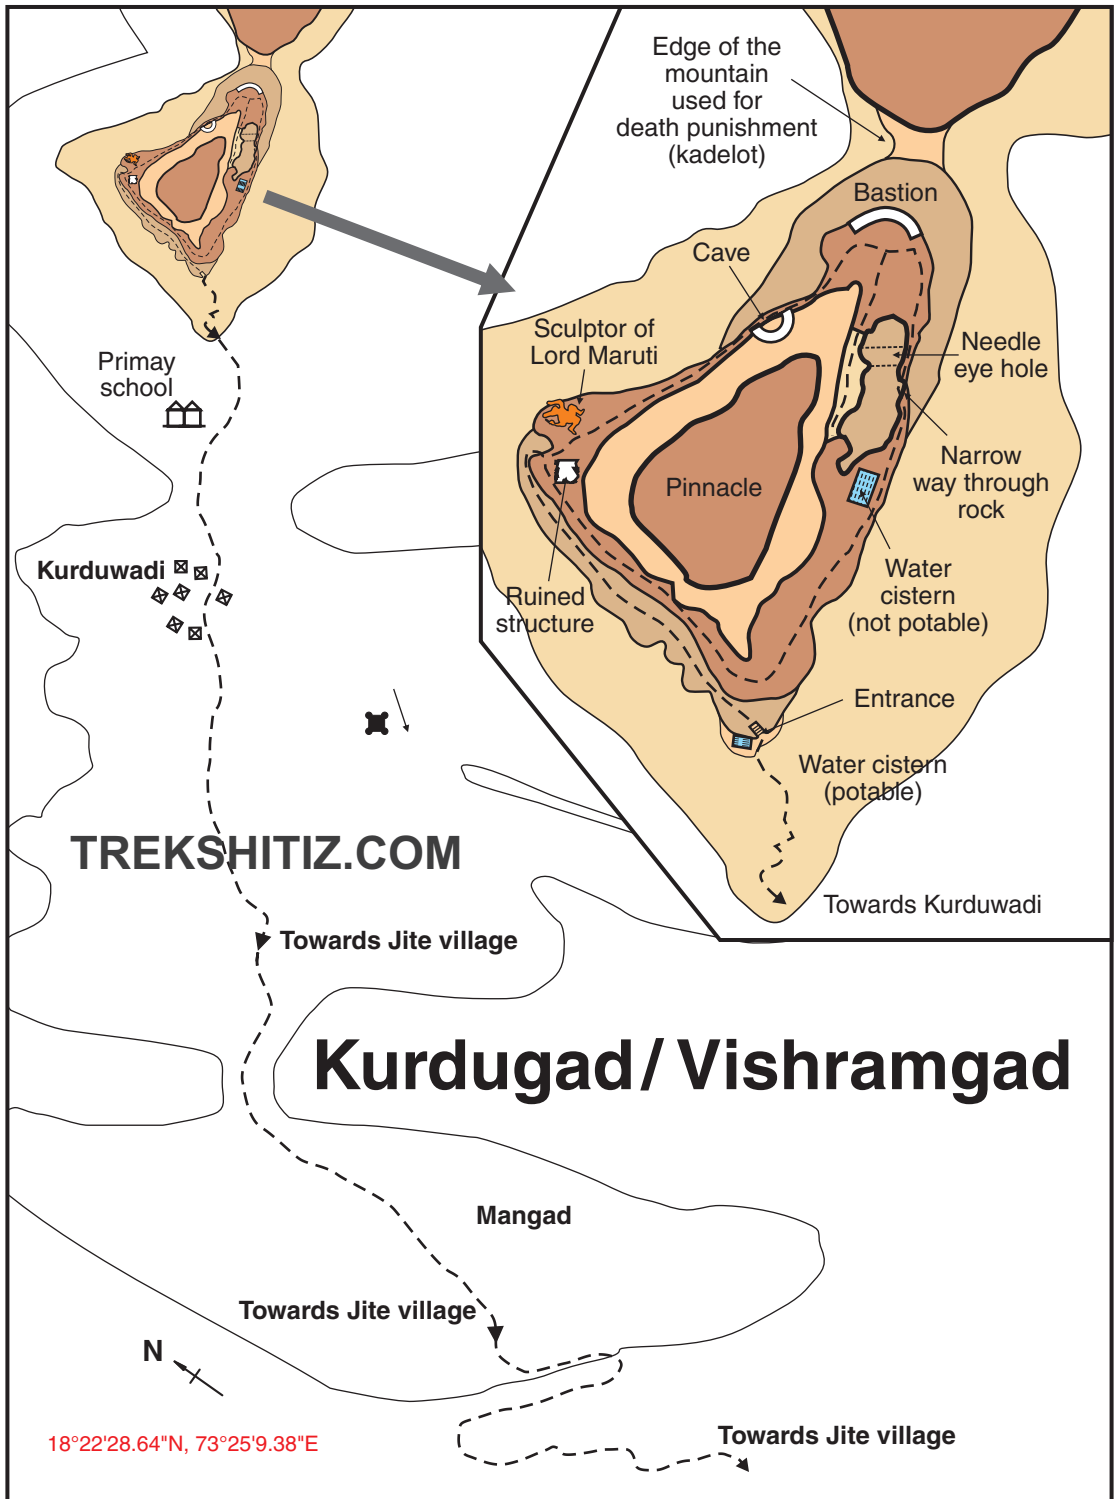 Edge of the
mountain
used for
death punishment
(kadelot)
Bastion
Cave
Sculptor of
Lord Maruti
Needle
eye hole
Primay
school
Narrow
way through
rock
Pinnacle
Kurduwadi
Water
cistern
(not potable)
Ruined
structure
Entrance
Water cistern
(potable)
TREKSHITIZ.COM
Towards Kurduwadi
Towards Jite village
Kurdugad / Vishramgad
Mangad
Towards Jite village
N
18°22'28.64"N, 73°25'9.38"E
Towards Jite village